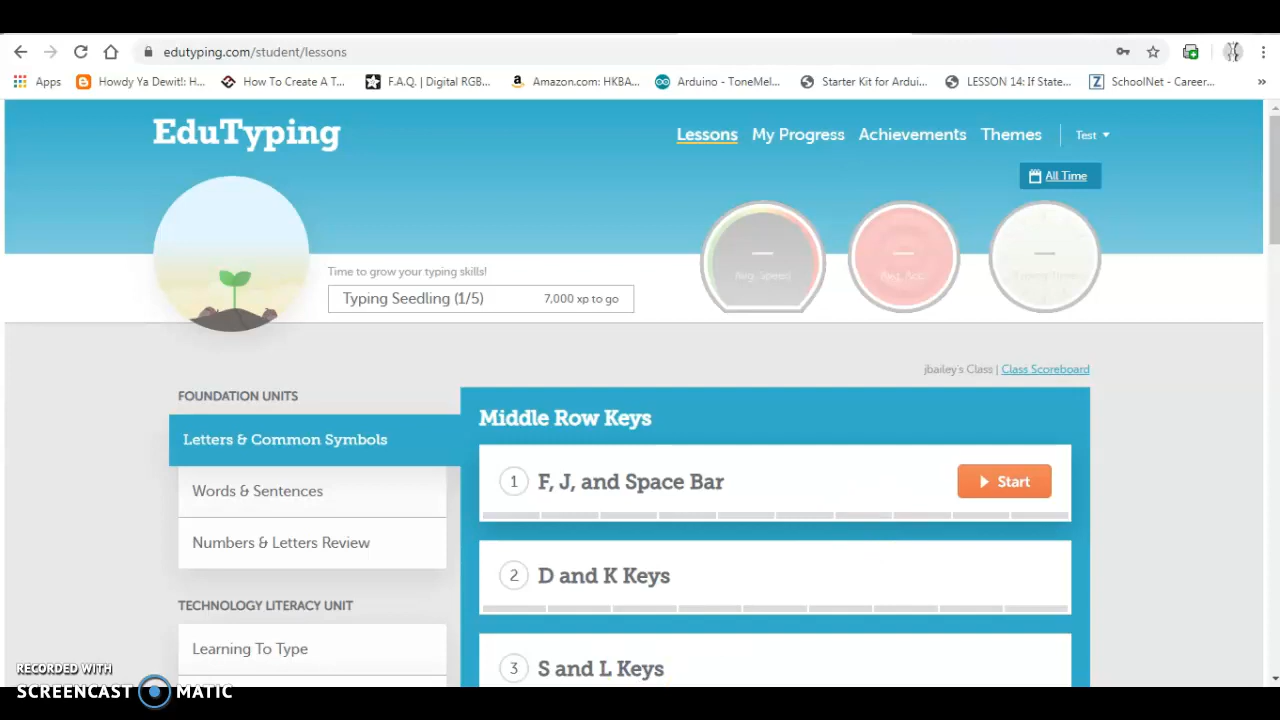 edutyping.com/student/lessons
Apps
Howdy Ya Dewit!: H...
How To Create A T...
F.A.Q. | Digital RGB...
Amazon.com: HKBA...
Arduino - ToneMel...
Starter Kit for Ardui...
LESSON 14: If State...
SchoolNet - Career...
»
EduTyping
Lessons
My Progress
Achievements
Themes
Test
All Time
Time to grow your typing skills!
Typing Seedling (1/5)
7,000 xp to go
Avg. Speed
Avg. Acc.
jbailey's Class | Class Scoreboard
FOUNDATION UNITS
Letters & Common Symbols
Words & Sentences
Numbers & Letters Review
TECHNOLOGY LITERACY UNIT
Learning To Type
Middle Row Keys
1 F, J, and Space Bar
Start
2 D and K Keys
3 S and L Keys
RECORDED WITH
SCREENCAST MATIC